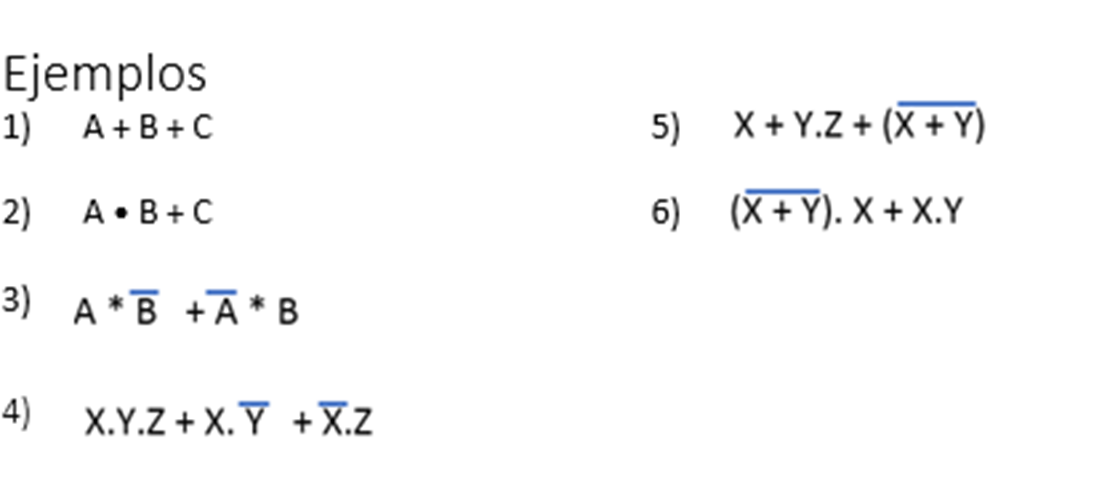 Ejemplos
1) A + B + C
2) A • B + C
3) A * B̅ + A̅ * B
4) X.Y.Z + X. Y̅ + X̅.Z
5) X + Y.Z + (X̅ ̅+̅ ̅Y̅)
6) (X̅ ̅+̅ ̅Y̅). X + X.Y